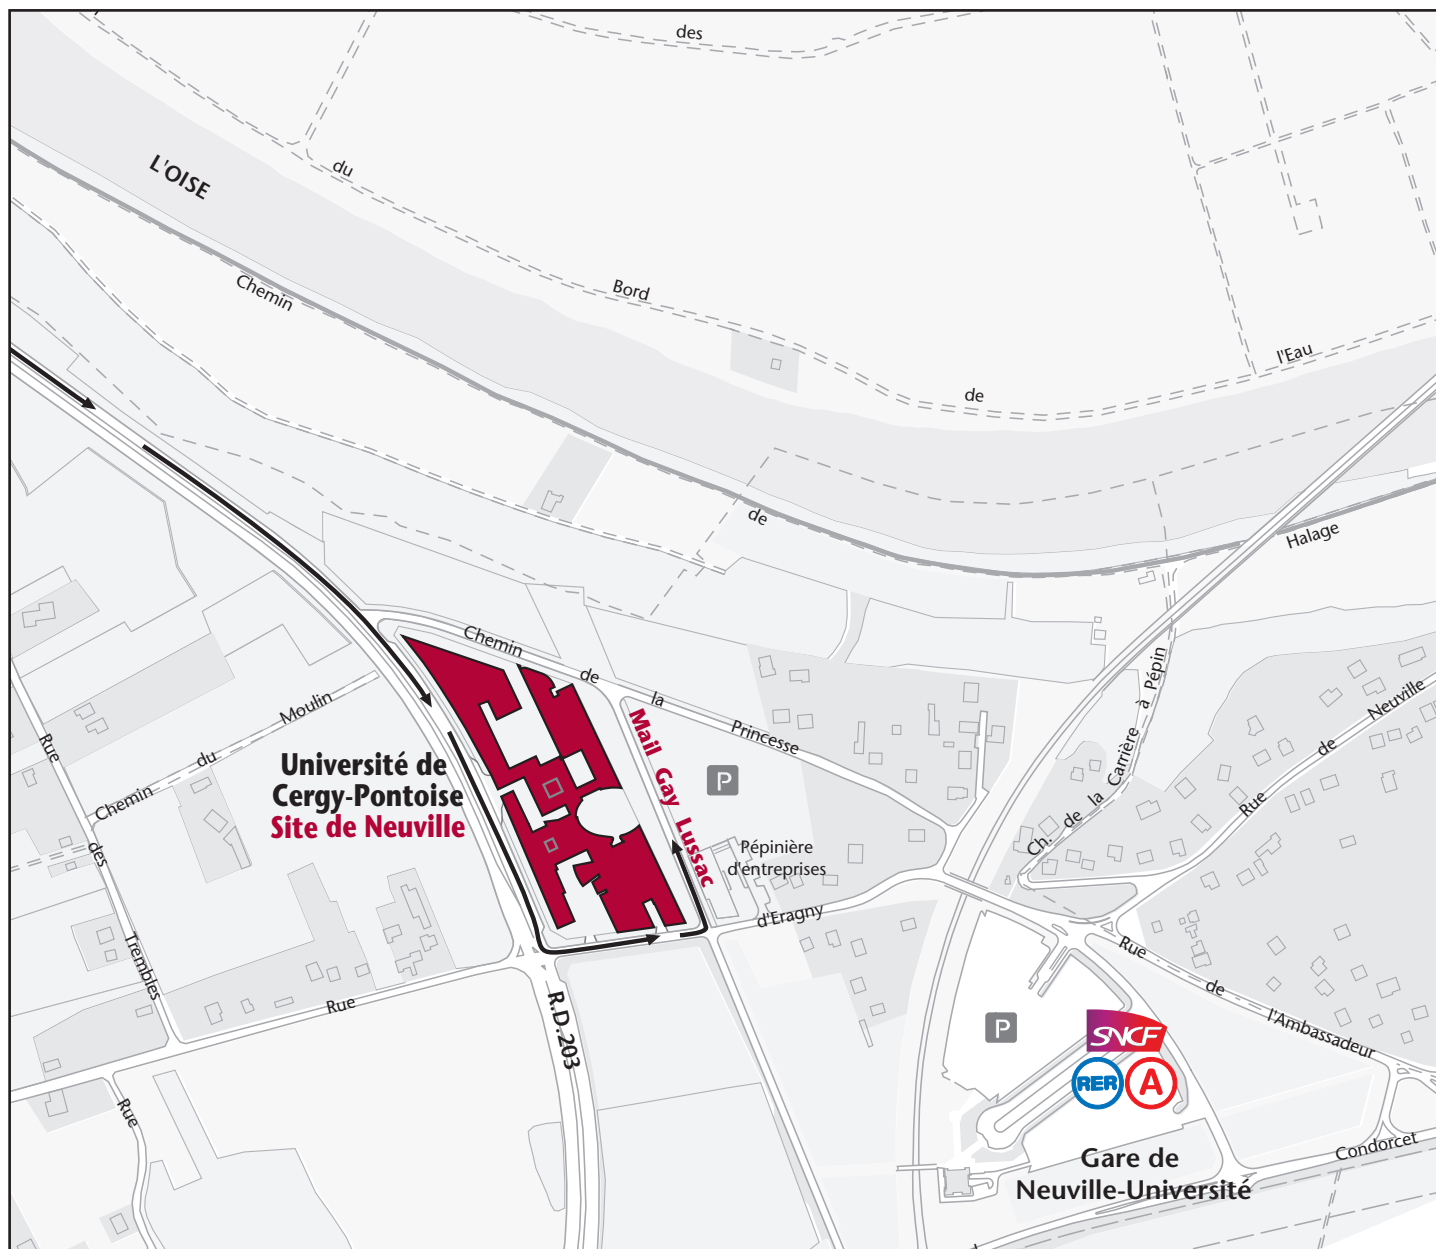 des
du
L'OISE
Chemin
Bord
l'Eau
de
de
Halage
Chemin
de
la
Princesse
Ch. de la Carrière à Pépin
Rue
de
Neuville
Moulin
du
Chemin
Rue
des
Trembles
Université de
Cergy-Pontoise
Site de Neuville
Mail Gay Lussac
P
Pépinière
d'entreprises
d'Eragny
Rue
Rue
de
l'Ambassadeur
R.D.203
P
SNCF
RER A
Rue
Gare de
Neuville-Université
Condorcet